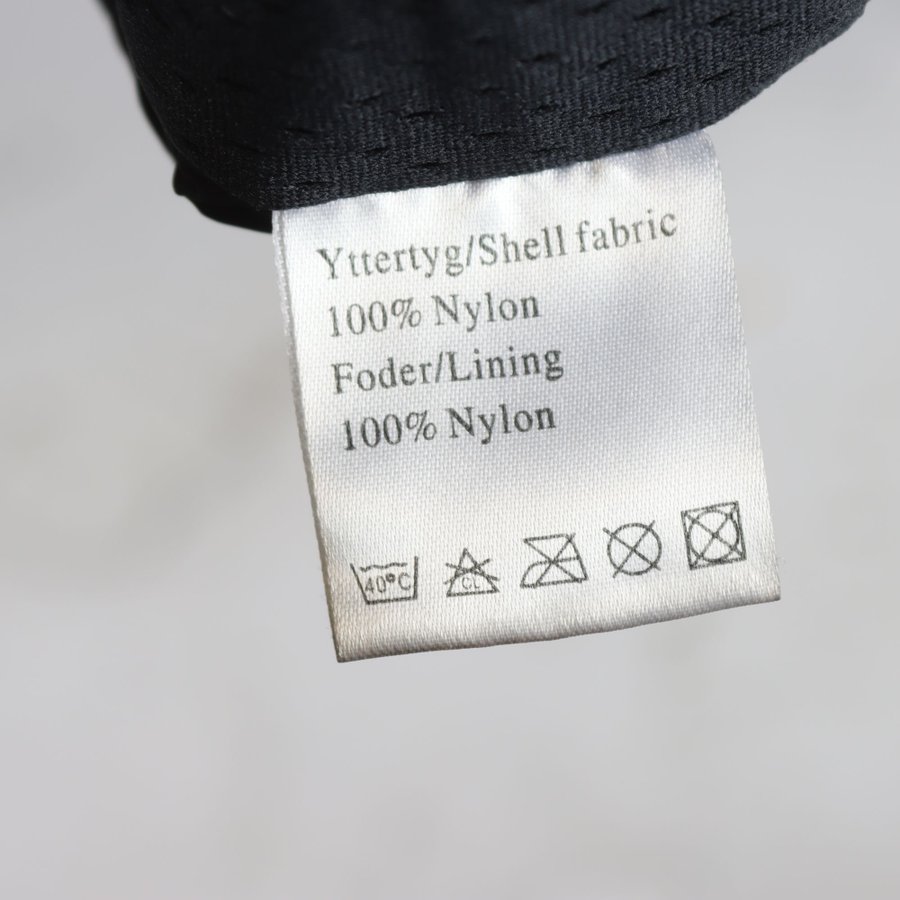 Yttertyg/Shell fabric
100% Nylon
Foder/Lining
100% Nylon
40°C CL